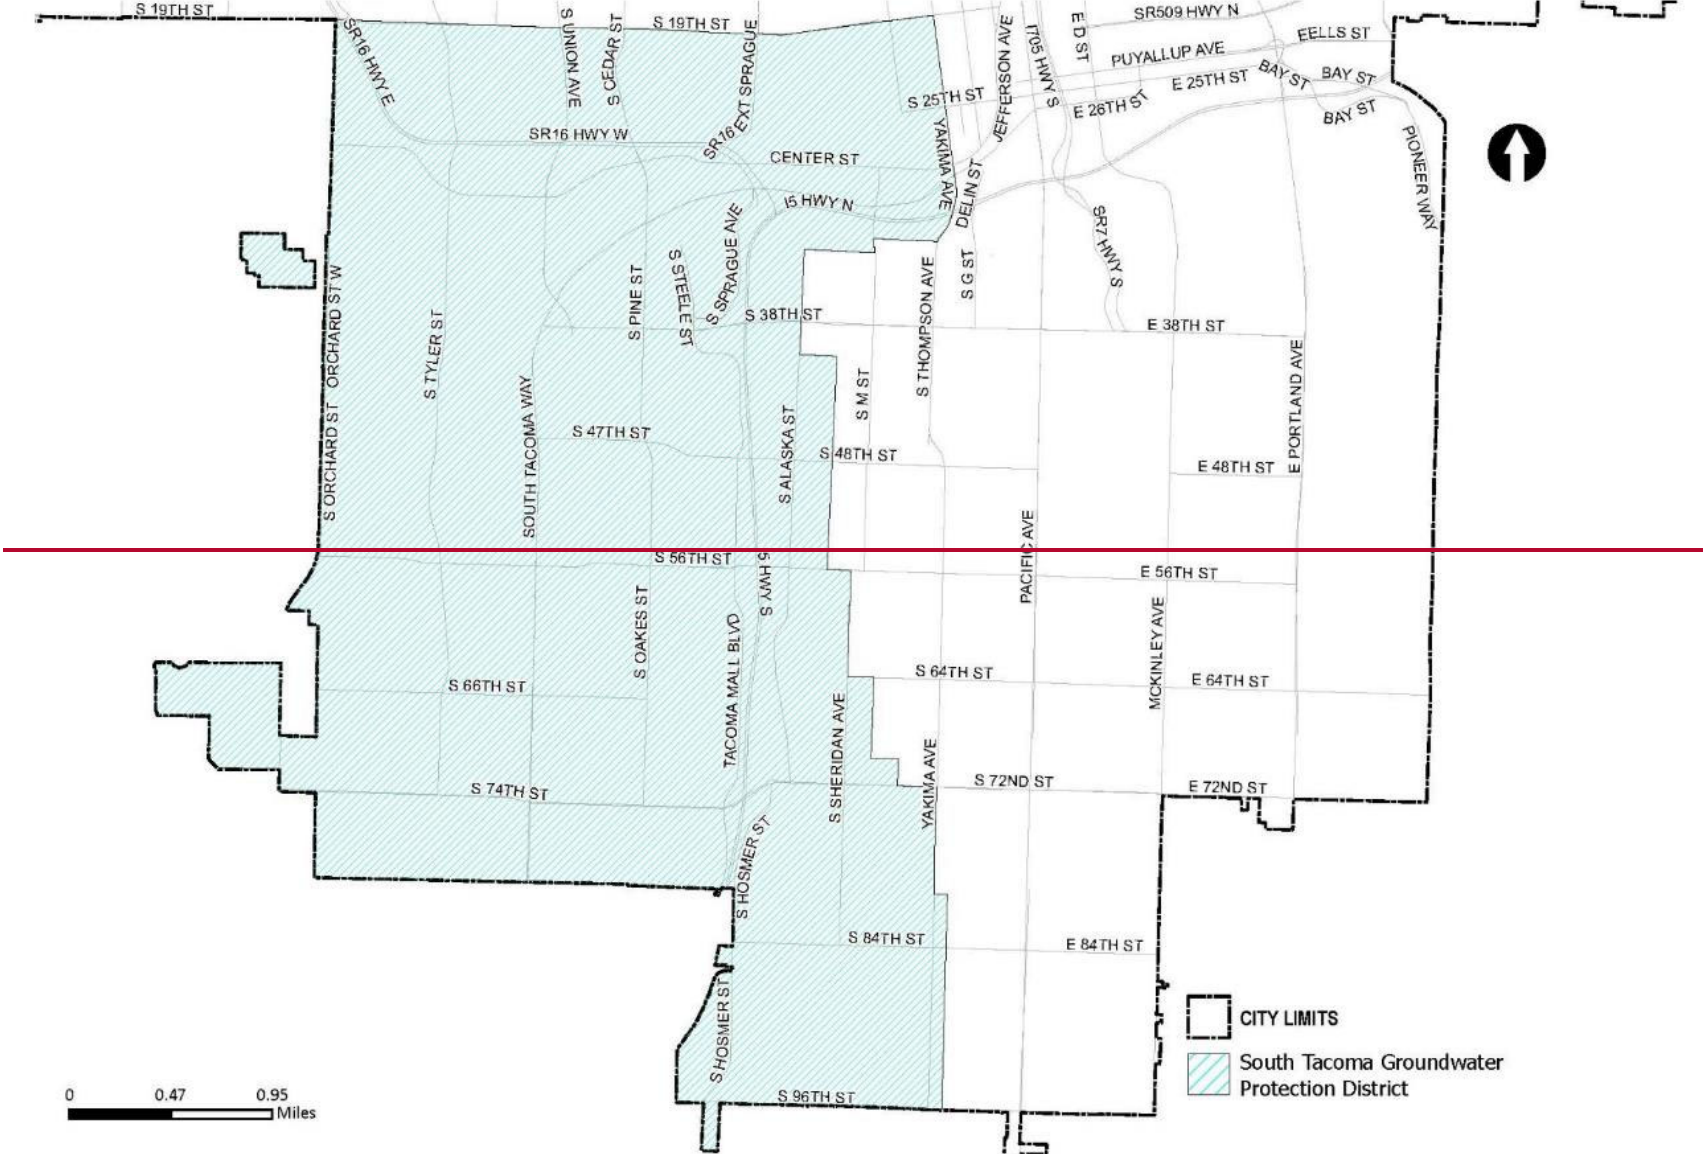 S 19TH ST
S 19TH ST
SR509 HWY N
SR16 HWY E
S UNION AVE
S CEDAR ST
SR16 EXT SPRAGUE
JEFFERSON AVE
I705 HWY S
E D ST
PUYALLUP AVE
EELLS ST
S 25TH ST
E 25TH ST
BAY ST
BAY ST
E 26TH ST
BAY ST
SR16 HWY W
CENTER ST
YAKIMA AVE
DELIN ST
PIONEER WAY
I5 HWY N
S SPRAGUE AVE
SR7 HWY S
ORCHARD ST W
S PINE ST
S STEELE ST
S THOMPSON AVE
S G ST
S TYLER ST
S 38TH ST
E 38TH ST
E PORTLAND AVE
S ORCHARD ST
SOUTH TACOMA WAY
S ALASKA ST
S M ST
S 47TH ST
S 48TH ST
E 48TH ST
PACIFIC AVE
S 56TH ST
5 HWY S
E 56TH ST
S OAKES ST
TACOMA MALL BLVD
MCKINLEY AVE
S 64TH ST
E 64TH ST
S 66TH ST
S SHERIDAN AVE
YAKIMA AVE
S 72ND ST
E 72ND ST
S 74TH ST
S HOSMER ST
S 84TH ST
E 84TH ST
S HOSMER ST
S 96TH ST
CITY LIMITS
South Tacoma Groundwater
Protection District
0 0.47 0.95
Miles